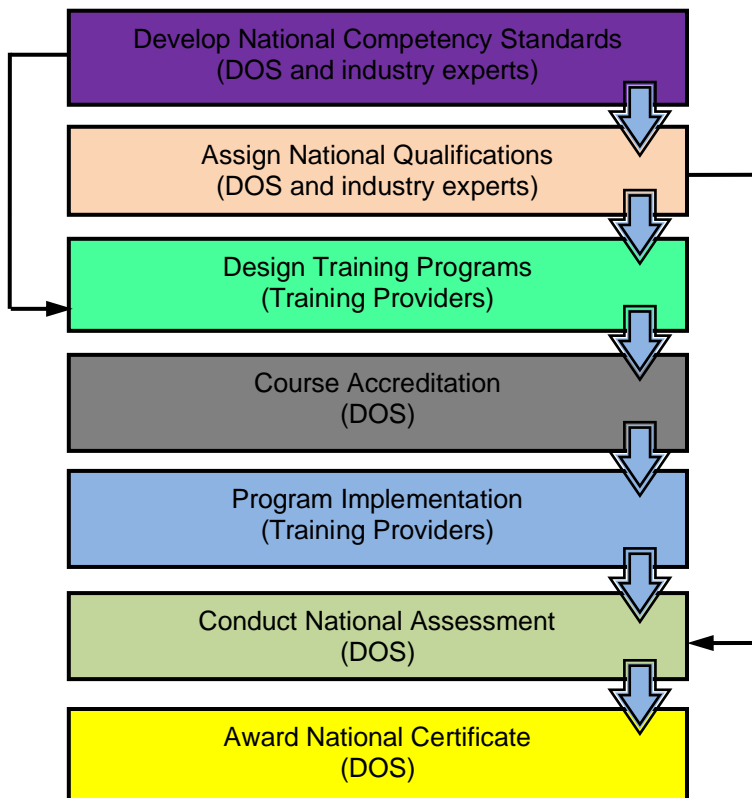 Develop National Competency Standards
(DOS and industry experts)
Assign National Qualifications
(DOS and industry experts)
Design Training Programs
(Training Providers)
Course Accreditation
(DOS)
Program Implementation
(Training Providers)
Conduct National Assessment
(DOS)
Award National Certificate
(DOS)